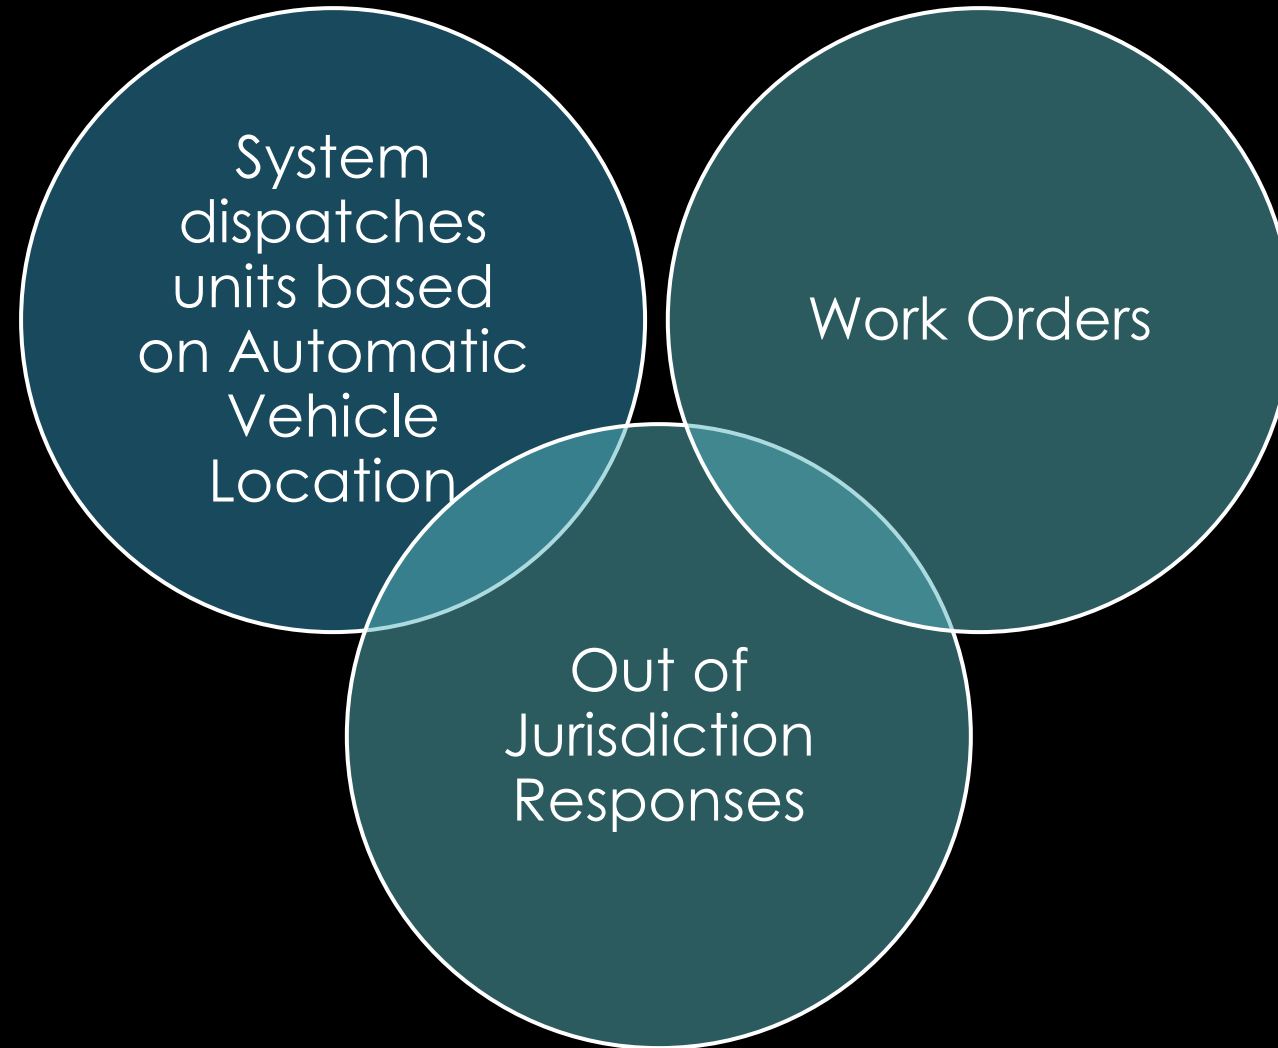 System
dispatches
units based
on Automatic
Vehicle
Location
Work Orders
Out of
Jurisdiction
Responses